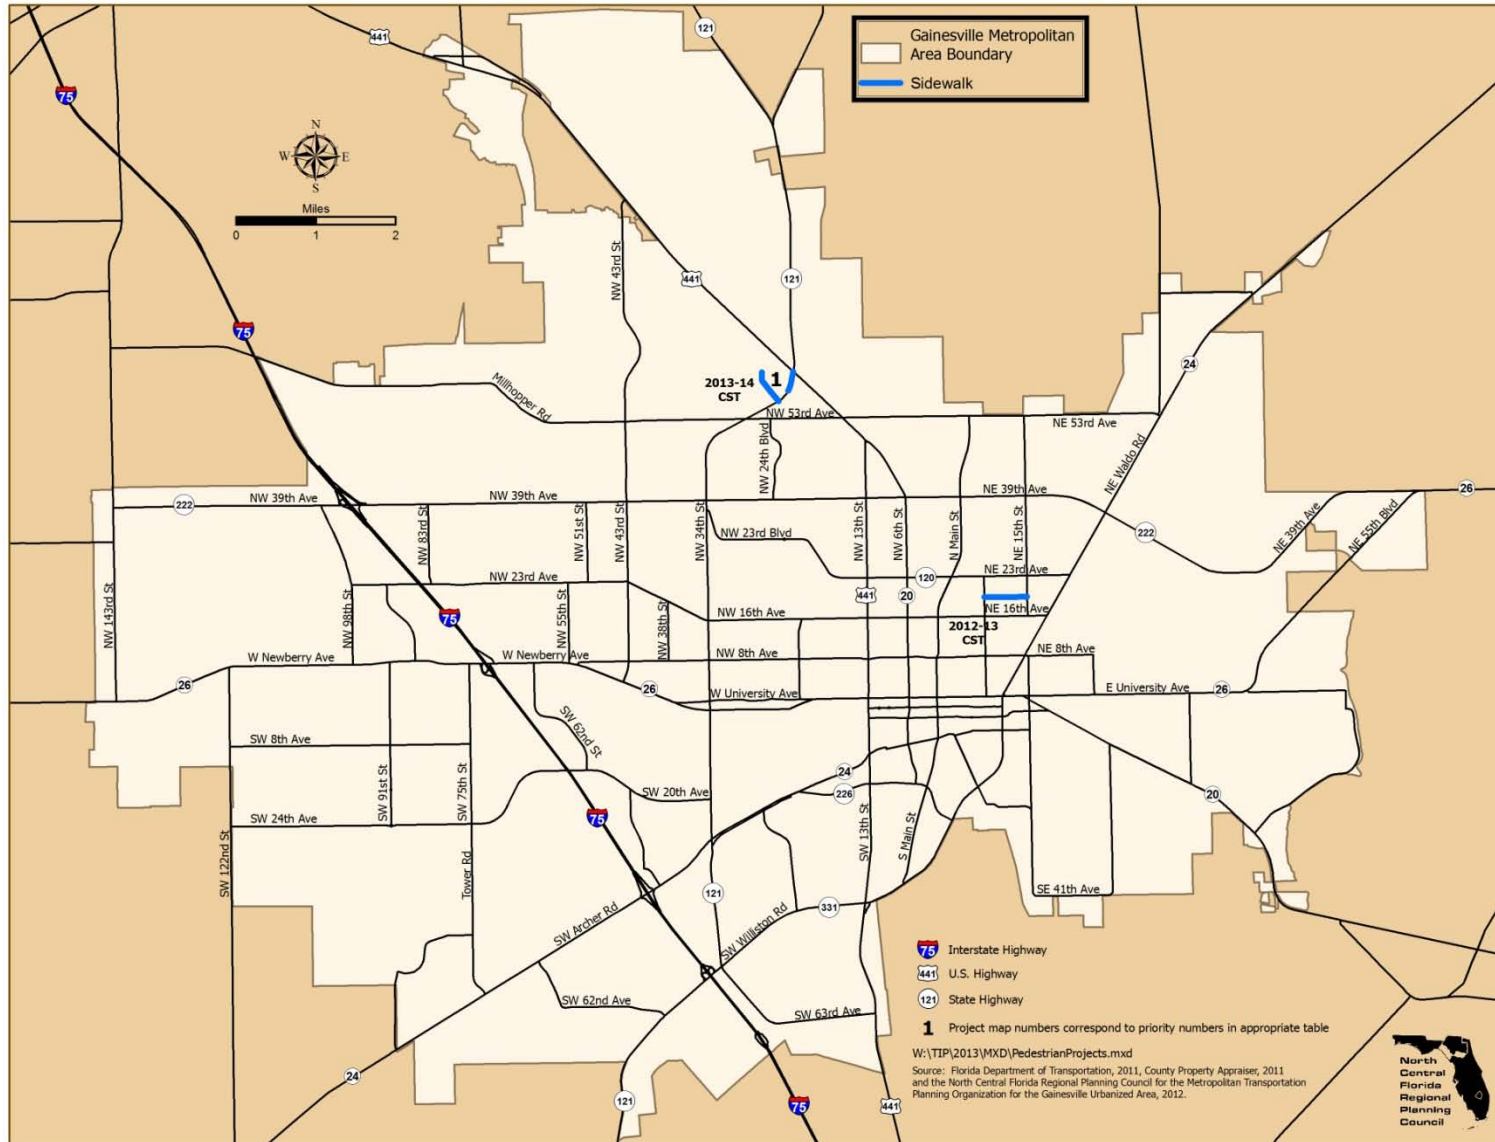 441
121
Gainesville Metropolitan
Area Boundary
Sidewalk
75
N
W E
S
Miles
0 1 2
NW 43rd St
441
121
75
24
2013-14
CST
1
Millhopper Rd
NW 53rd Ave
NE 53rd Ave
NW 24th Blvd
NE Waldo Rd
222
NW 39th Ave
NW 39th Ave
NE 39th Ave
26
NW 83rd St
NW 51st St
NW 43rd St
NW 34th St
NW 23rd Blvd
NW 13th St
NW 6th St
N Main St
NE 15th St
222
NE 39th Ave
NE 55th Blvd
NW 143rd St
NW 98th St
NW 23rd Ave
120
NE 23rd Ave
75
NW 55th St
NW 38th St
NW 16th Ave
441
20
NE 16th Ave
2012-13
CST
W Newberry Ave
W Newberry Ave
NW 8th Ave
NE 8th Ave
26
26
W University Ave
E University Ave
26
SW 62nd St
SW 8th Ave
SW 91st St
SW 75th St
24
SW 20th Ave
226
20
SW 24th Ave
75
SW 122nd St
Tower Rd
SW 13th St
S Main St
121
331
SE 41th Ave
SW Archer Rd
SW Williston Rd
SW 62nd Ave
SW 63rd Ave
24
121
75
441
75 Interstate Highway
441 U.S. Highway
121 State Highway
1 Project map numbers correspond to priority numbers in appropriate table
W:\TIP\2013\MXD\PedestrianProjects.mxd
Source: Florida Department of Transportation, 2011, County Property Appraiser, 2011
and the North Central Florida Regional Planning Council for the Metropolitan Transportation
Planning Organization for the Gainesville Urbanized Area, 2012.
North
Central
Florida
Regional
Planning
Council